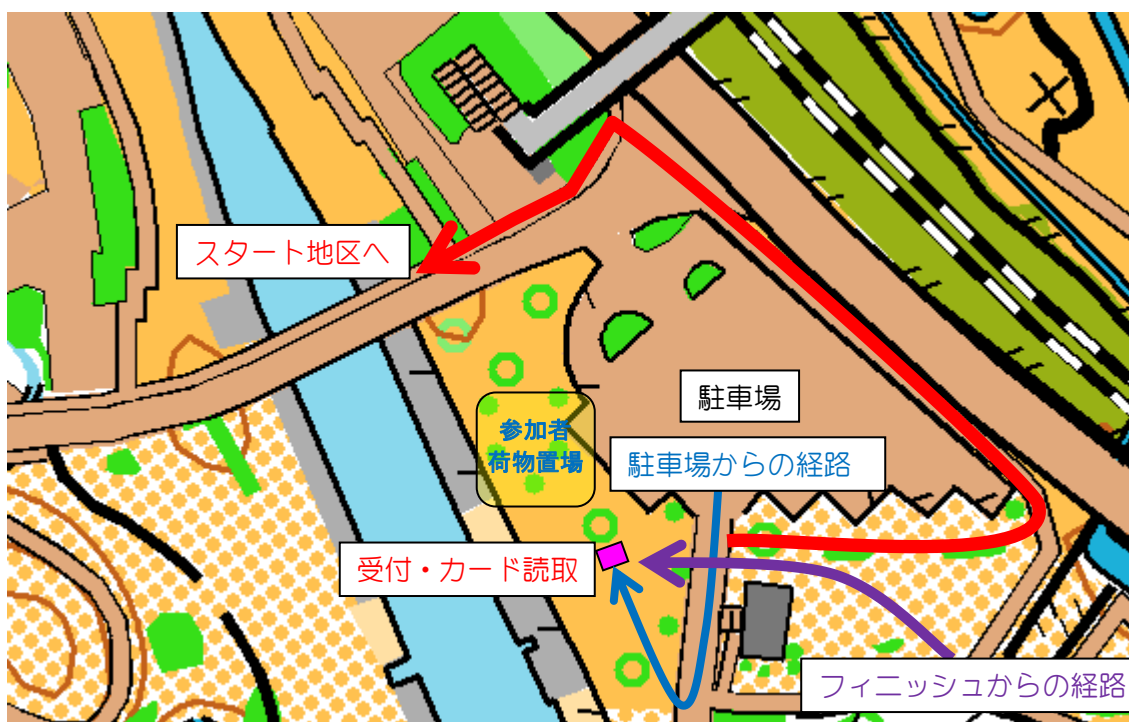 スタート地区へ
駐車場
参加者
荷物置場
駐車場からの経路
受付・カード読取
フィニッシュからの経路